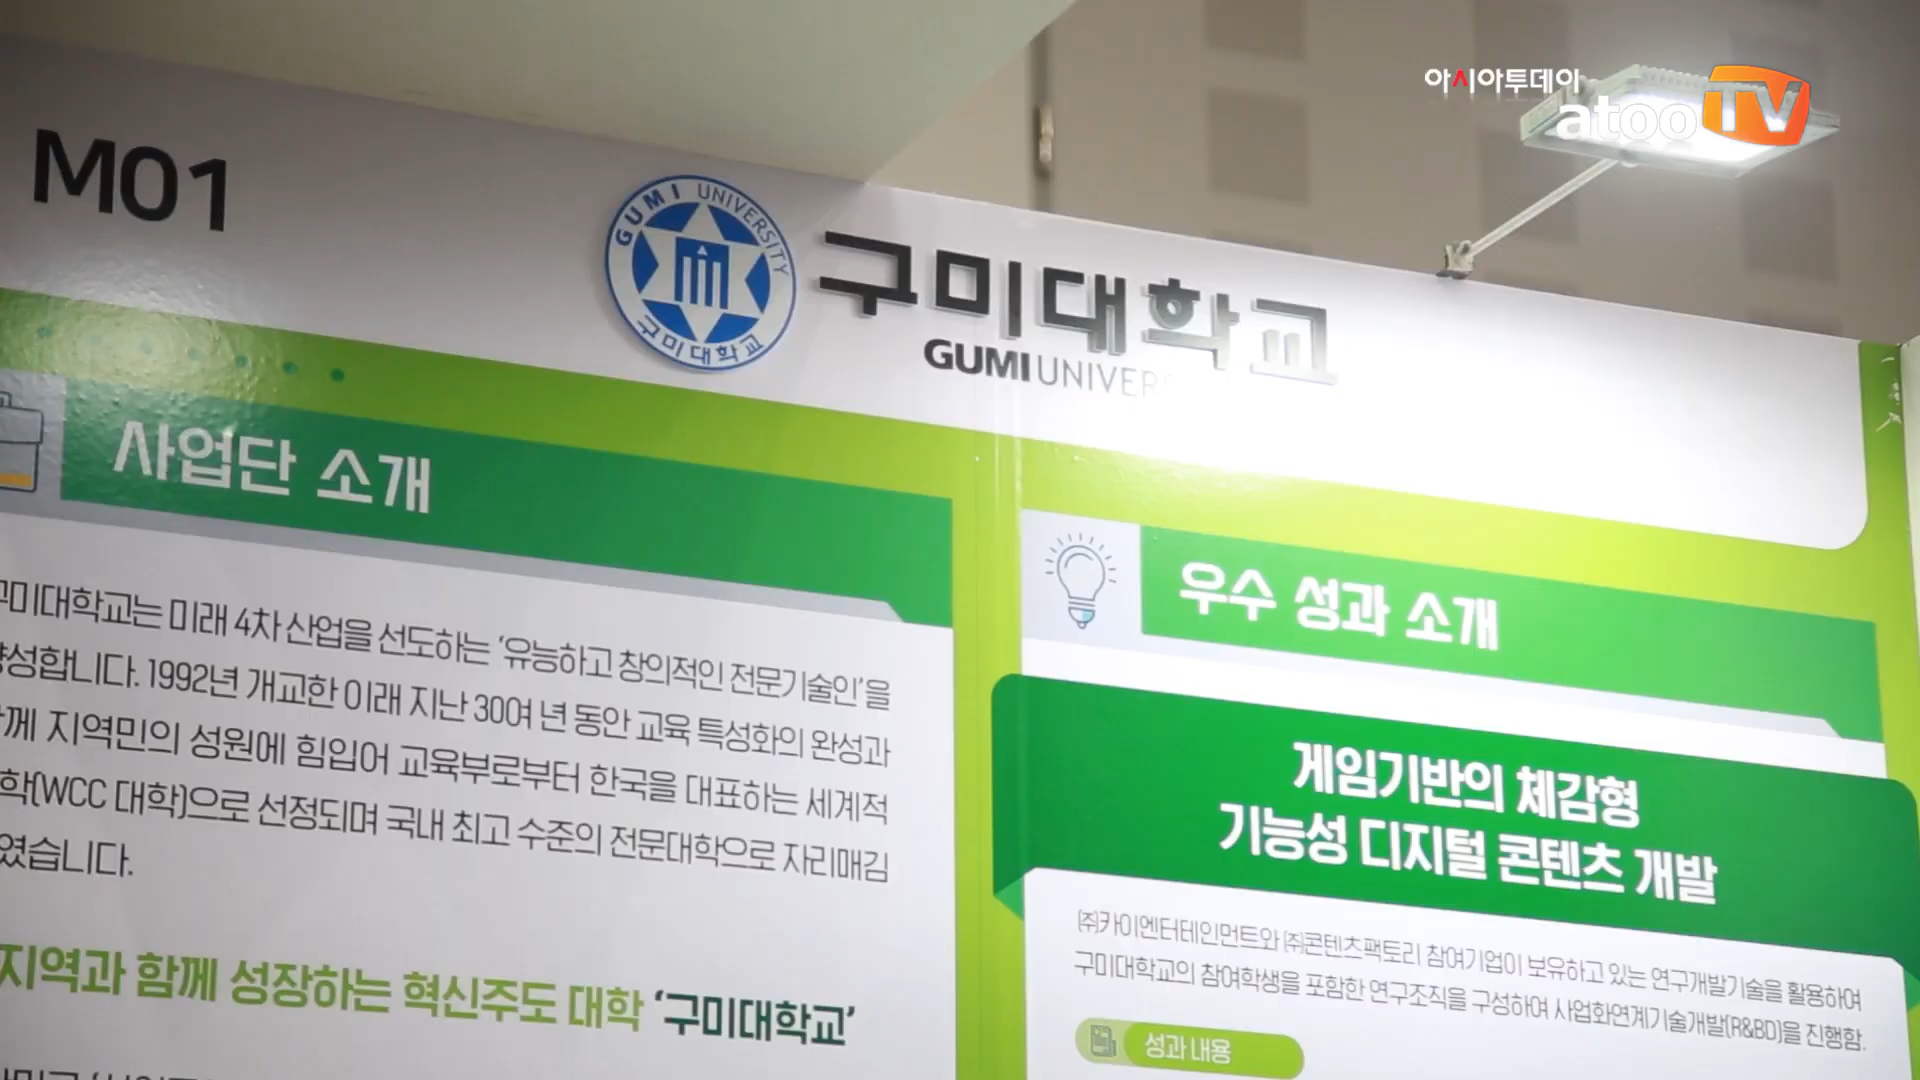 아시아투데이
atooTV
M01
GUMI UNIVERSITY
구미대학교
구미대학교
GUMI UNIVER
사업단 소개
구미대학교는 미래 4차 산업을 선도하는 ‘유능하고 창의적인 전문기술인’을
양성합니다. 1992년 개교한 이래 지난 30여 년 동안 교육 특성화의 완성과
함께 지역민의 성원에 힘입어 교육부로부터 한국을 대표하는 세계적
학(WCC 대학)으로 선정되며 국내 최고 수준의 전문대학으로 자리매김
였습니다.
지역과 함께 성장하는 혁신주도 대학 ‘구미대학교’
우수 성과 소개
게임기반의 체감형
기능성 디지털 콘텐츠 개발
㈜카이엔터테인먼트와 ㈜콘텐츠팩토리 참여기업이 보유하고 있는 연구개발기술을 활용하여
구미대학교의 참여학생을 포함한 연구조직을 구성하여 사업화연계기술개발(R&BD)을 진행함.
성과 내용